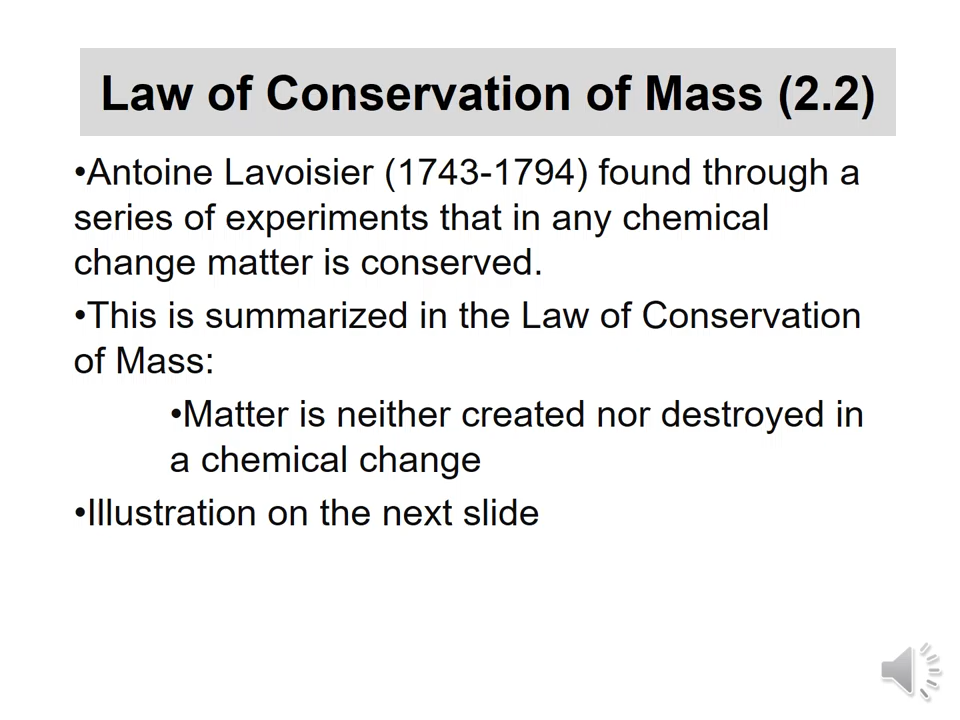 Law of Conservation of Mass (2.2)
•Antoine Lavoisier (1743-1794) found through a
series of experiments that in any chemical
change matter is conserved.
•This is summarized in the Law of Conservation
of Mass:
•Matter is neither created nor destroyed in
a chemical change
•Illustration on the next slide